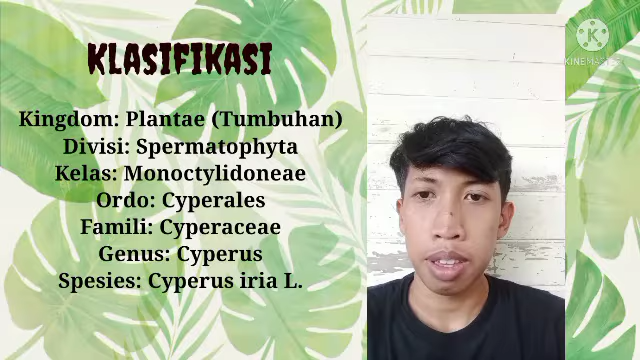 KLASIFIKASI
Kingdom: Plantae (Tumbuhan)
Divisi: Spermatophyta
Kelas: Monoctylidoneae
Ordo: Cyperales
Famili: Cyperaceae
Genus: Cyperus
Spesies: Cyperus iria L.
K
KINEMASTER